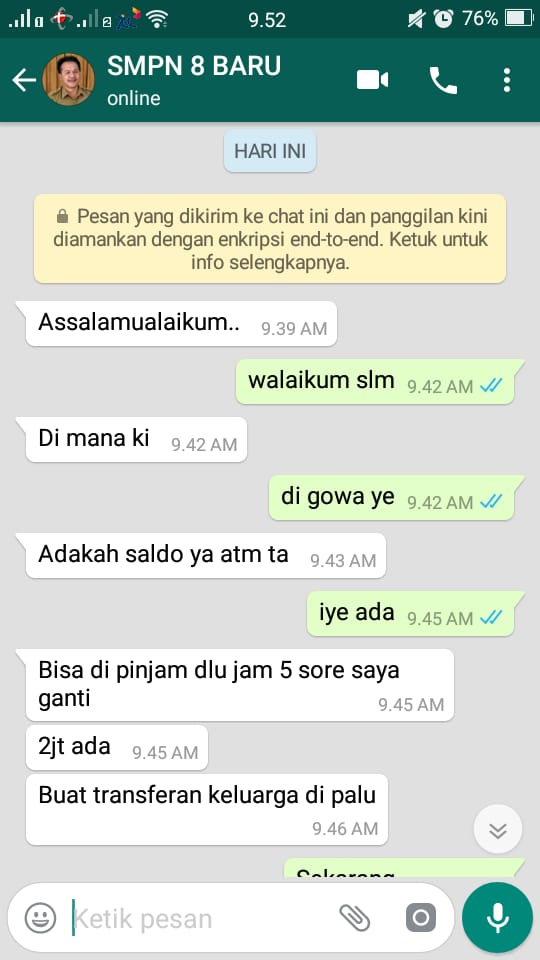 9.52
76%
SMPN 8 BARU
online
HARI INI
Pesan yang dikirim ke chat ini dan panggilan kini
diamankan dengan enkripsi end-to-end. Ketuk untuk
info selengkapnya.
Assalamualaikum.. 9.39 AM
walaikum slm 9.42 AM
Di mana ki 9.42 AM
di gowa ye 9.42 AM
Adakah saldo ya atm ta 9.43 AM
iye ada 9.45 AM
Bisa di pinjam dlu jam 5 sore saya
ganti 9.45 AM
2jt ada 9.45 AM
Buat transferan keluarga di palu
9.46 AM
Ketik pesan